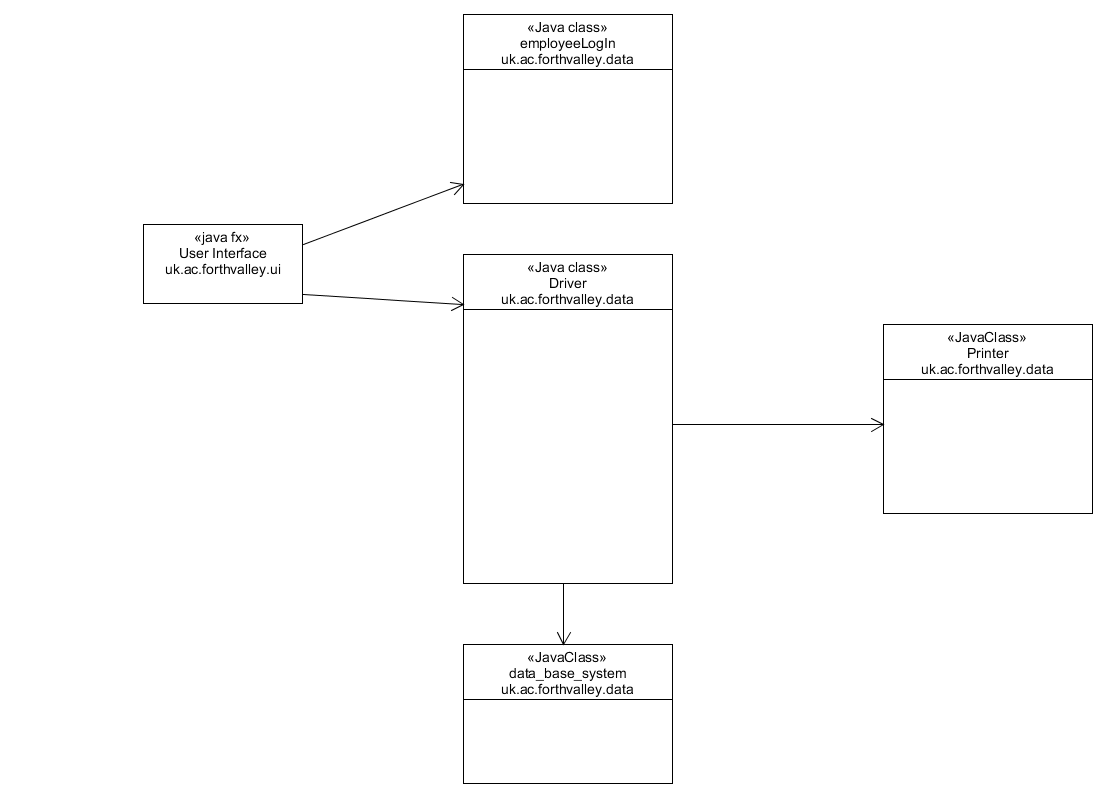 «Java class»
employeeLogIn
uk.ac.forthvalley.data
«java fx»
User Interface
uk.ac.forthvalley.ui
«Java class»
Driver
uk.ac.forthvalley.data
«JavaClass»
Printer
uk.ac.forthvalley.data
«JavaClass»
data_base_system
uk.ac.forthvalley.data